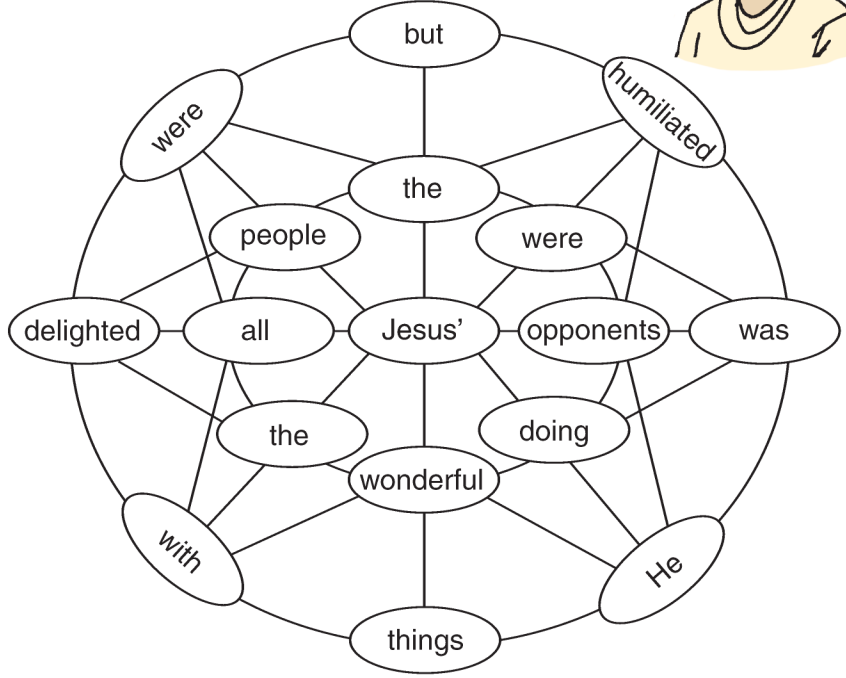 but
were
humiliated
the
people
were
delighted
all
Jesus'
opponents
was
the
doing
wonderful
with
He
things